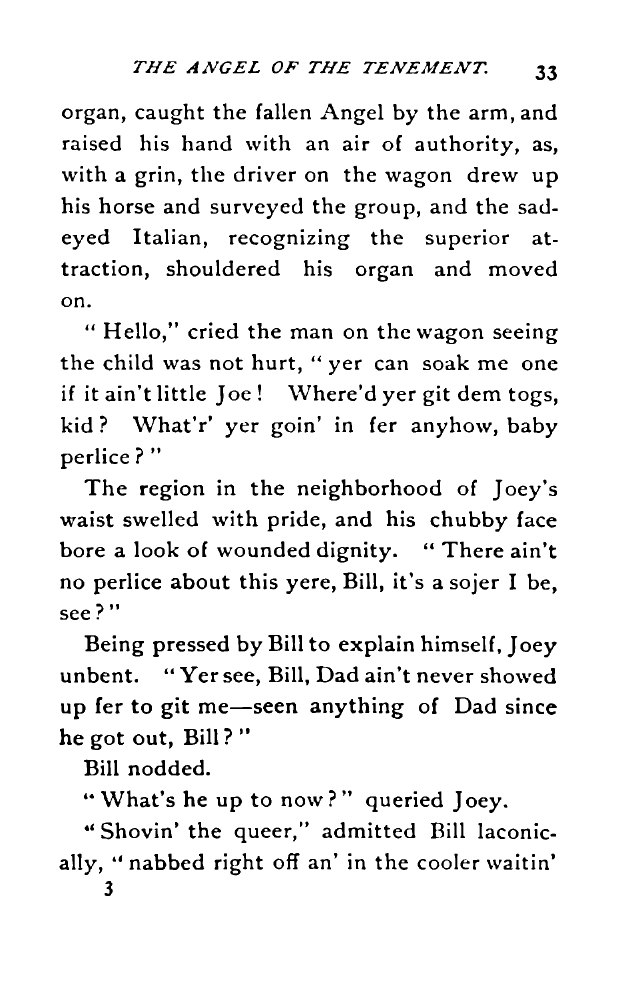 THE ANGEL OF THE TENEMENT. 33
organ, caught the fallen Angel by the arm, and
raised his hand with an air of authority, as,
with a grin, the driver on the wagon drew up
his horse and surveyed the group, and the sad-
eyed Italian, recognizing the superior at-
traction, shouldered his organ and moved
on.
" Hello," cried the man on the wagon seeing
the child was not hurt, " yer can soak me one
if it ain't little Joe ! Where'd yer git dem togs,
kid ? What'r' yer goin' in fer anyhow, baby
perlice ? "
The region in the neighborhood of Joey's
waist swelled with pride, and his chubby face
bore a look of wounded dignity. " There ain't
no perlice about this yere, Bill, it's a sojer I be,
see ? "
Being pressed by Bill to explain himself, Joey
unbent. " Yer see, Bill, Dad ain't never showed
up fer to git me—seen anything of Dad since
he got out, Bill ? "
Bill nodded.
" What's he up to now ? " queried Joey.
" Shovin' the queer," admitted Bill laconic-
ally, " nabbed right off an' in the cooler waitin'
3